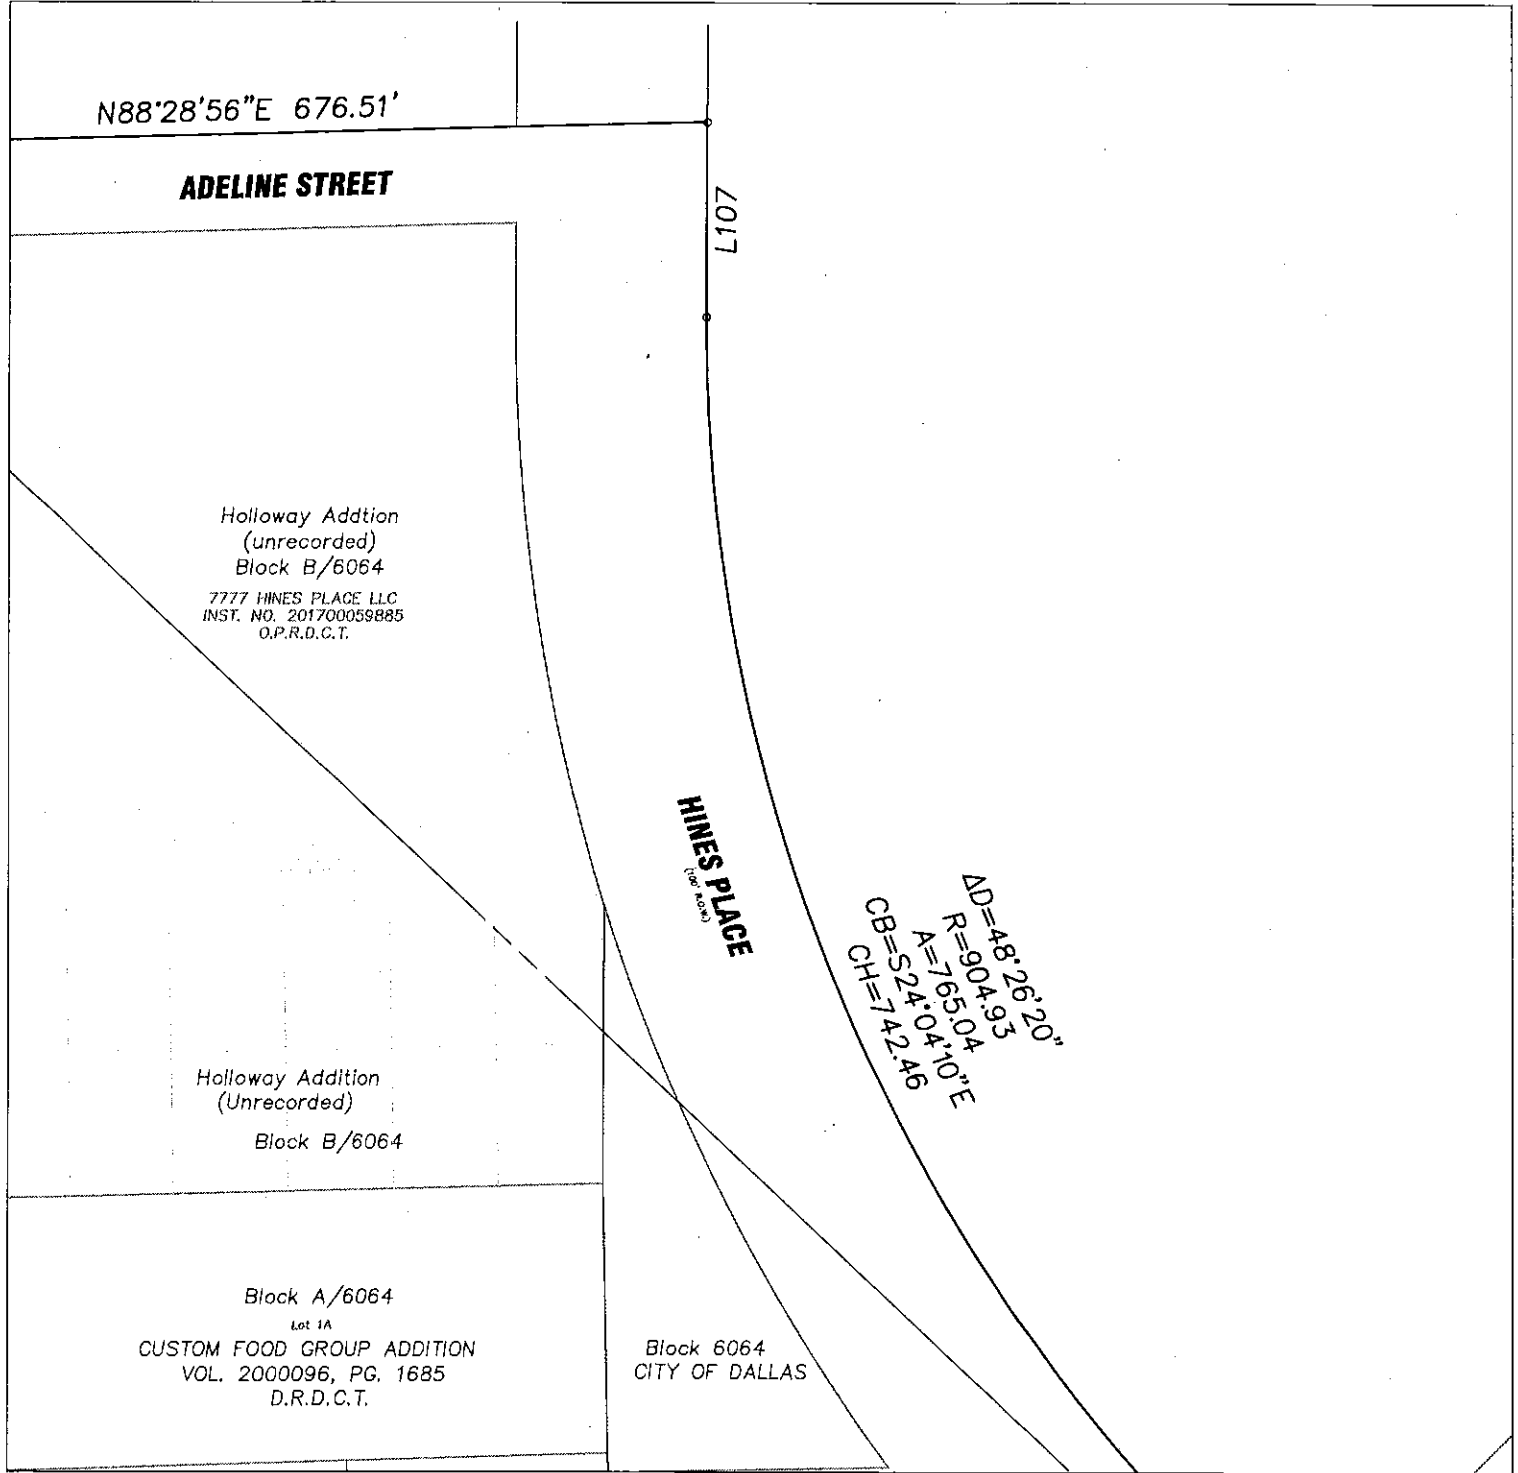 N88°28'56"E 676.51'
ADELINE STREET
L107
Holloway Addtion
(unrecorded)
Block B/6064
7777 HINES PLACE LLC
INST. NO. 201700059885
O.P.R.D.C.T.
HINES PLACE
(100' R.O.W.)
ΔD=48°26'20"
R=904.93
A=765.04
CB=S24°04'10"E
CH=742.46
Holloway Addition
(Unrecorded)
Block B/6064
Block A/6064
Lot 1A
CUSTOM FOOD GROUP ADDITION
VOL. 2000096, PG. 1685
D.R.D.C.T.
Block 6064
CITY OF DALLAS